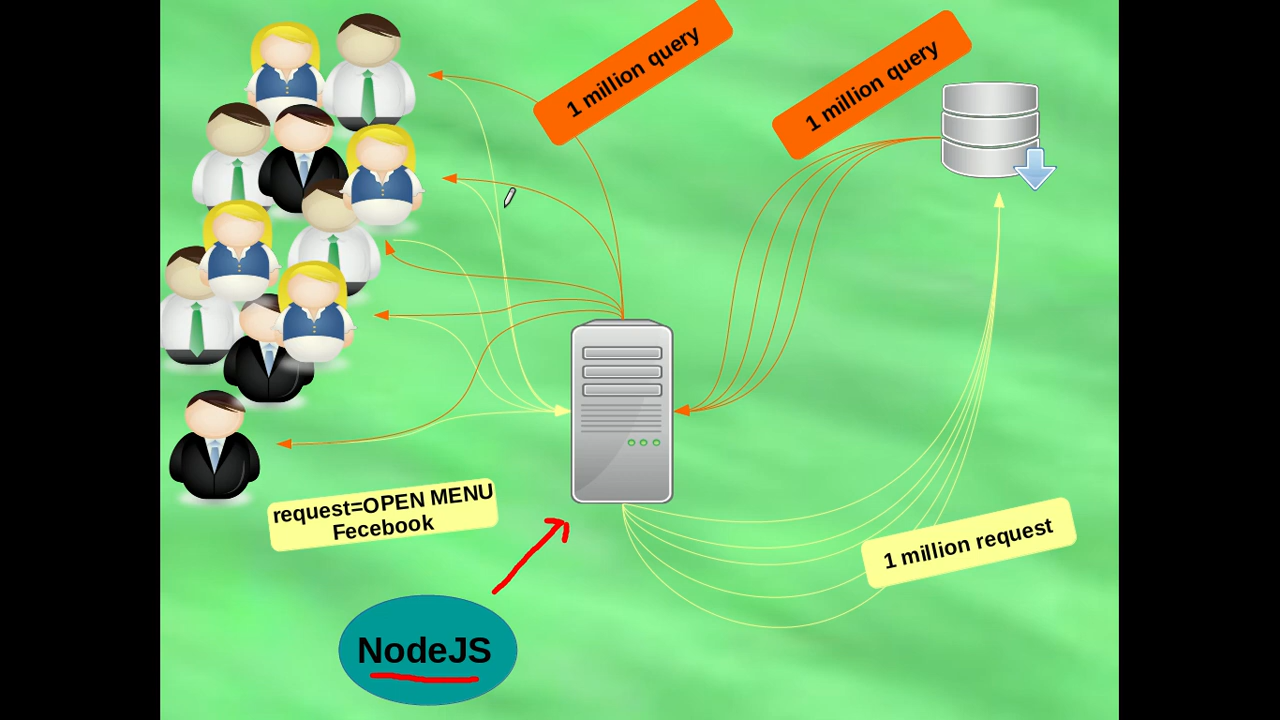 1 million query
1 million query
request=OPEN MENU
Fecebook
1 million request
NodeJS